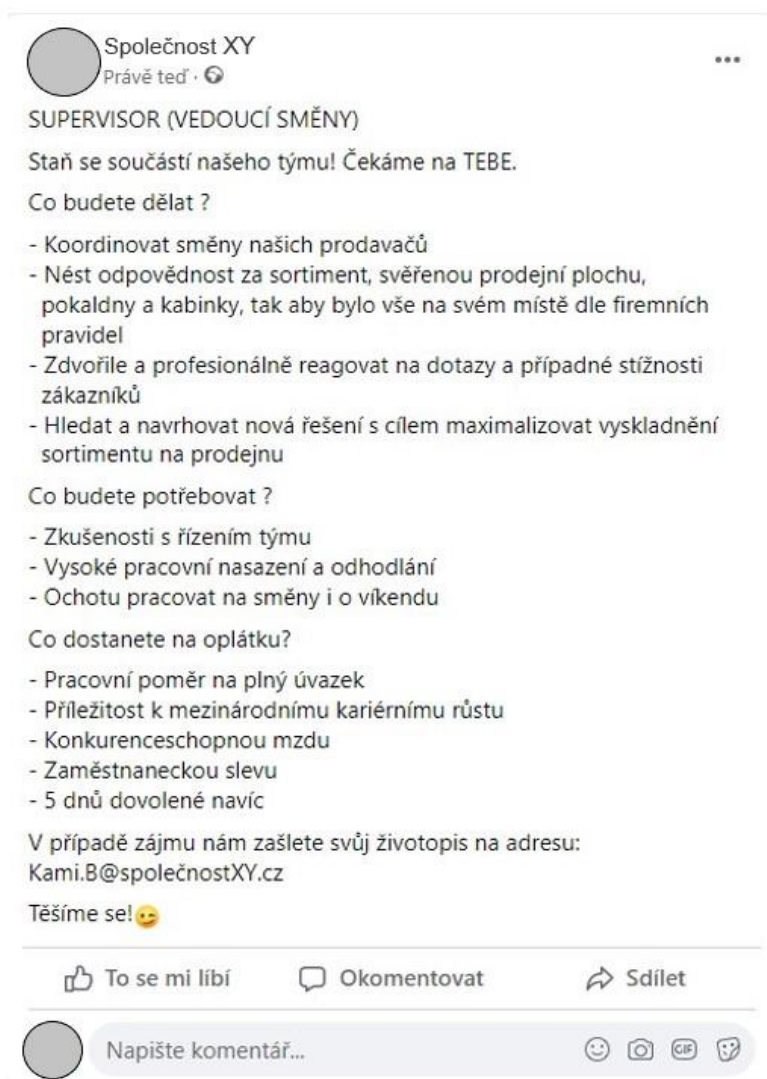 Společnost XY
Právě teď ·
SUPERVISOR (VEDOUCÍ SMĚNY)
Staň se součástí našeho týmu! Čekáme na TEBE.
Co budete dělat ?
- Koordinovat směny našich prodavačů
- Nést odpovědnost za sortiment, svěřenou prodejní plochu,
pokaldny a kabinky, tak aby bylo vše na svém místě dle firemních
pravidel
- Zdvořile a profesionálně reagovat na dotazy a případné stížnosti
zákazníků
- Hledat a navrhovat nová řešení s cílem maximalizovat vyskladnění
sortimentu na prodejnu
Co budete potřebovat ?
- Zkušenosti s řízením týmu
- Vysoké pracovní nasazení a odhodlání
- Ochotu pracovat na směny i o víkendu
Co dostanete na oplátku?
- Pracovní poměr na plný úvazek
- Příležitost k mezinárodnímu kariérnímu růstu
- Konkurenceschopnou mzdu
- Zaměstnaneckou slevu
- 5 dnů dovolené navíc
V případě zájmu nám zašlete svůj životopis na adresu:
Kami.B@společnostXY.cz
Těšíme se!😉
To se mi líbí Okomentovat Sdílet
Napište komentář... GIF